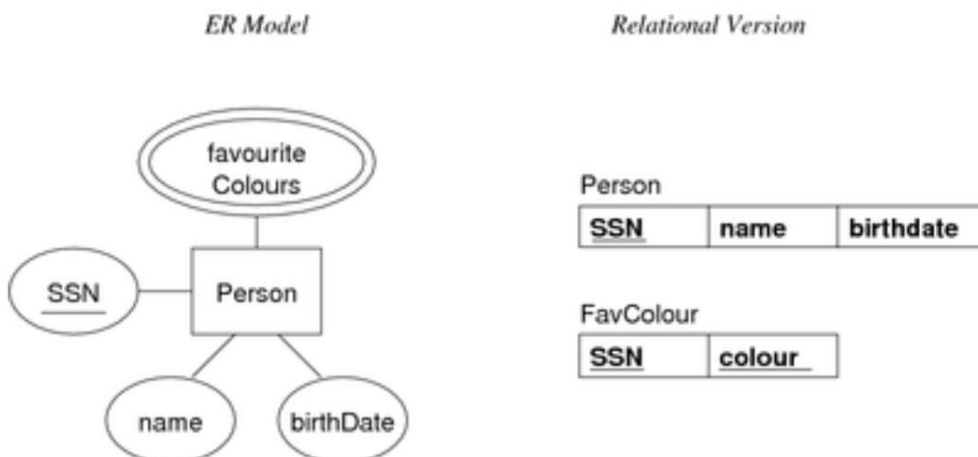 ER Model
Relational Version
favourite
Colours
SSN
Person
name
birthDate
Person
SSN name birthdate
FavColour
SSN colour